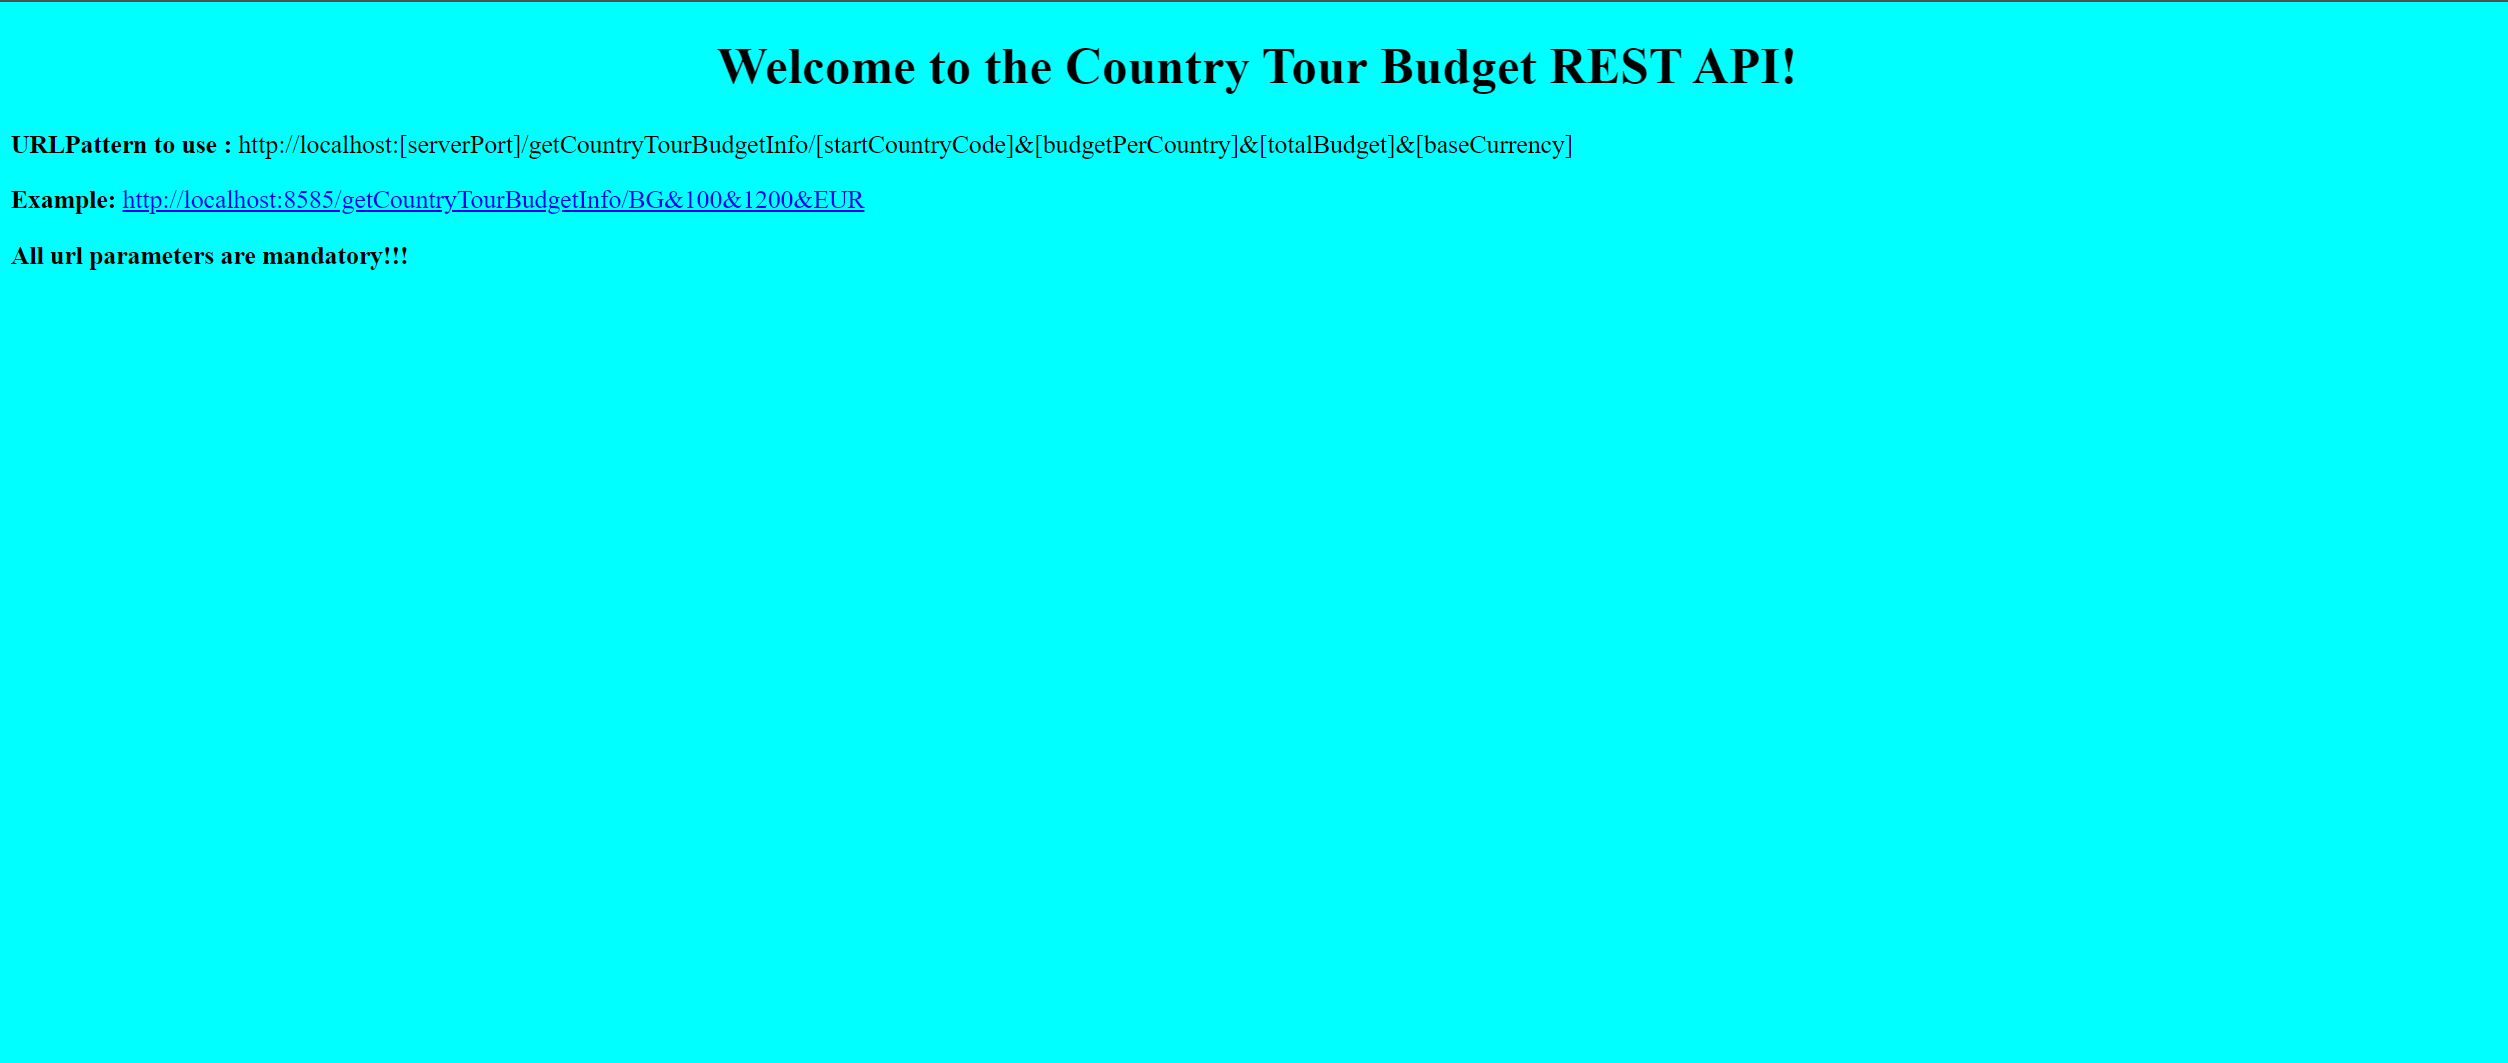 Welcome to the Country Tour Budget REST API!
URLPattern to use : http://localhost:[serverPort]/getCountryTourBudgetInfo/[startCountryCode]&[budgetPerCountry]&[totalBudget]&[baseCurrency]
Example: http://localhost:8585/getCountryTourBudgetInfo/BG&100&1200&EUR
All url parameters are mandatory!!!